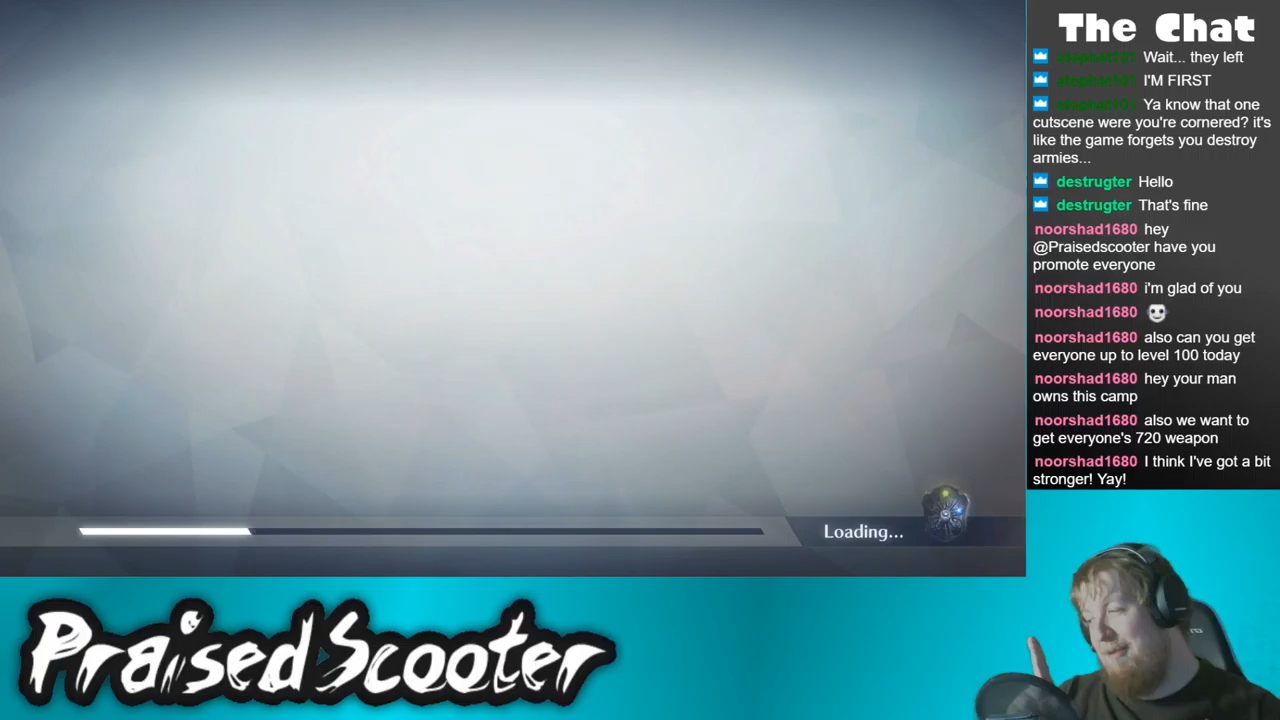 The Chat
elephat101 Wait... they left
elephat101 I'M FIRST
elephat101 Ya know that one
cutscene were you're cornered? it's
like the game forgets you destroy
armies...
destrugter Hello
destrugter That's fine
noorshad1680 hey
@Praisedscooter have you
promote everyone
noorshad1680 i'm glad of you
noorshad1680
noorshad1680 also can you get
everyone up to level 100 today
noorshad1680 hey your man
owns this camp
noorshad1680 also we want to
get everyone's 720 weapon
noorshad1680 I think I've got a bit
stronger! Yay!
Loading...
PraisedScooter